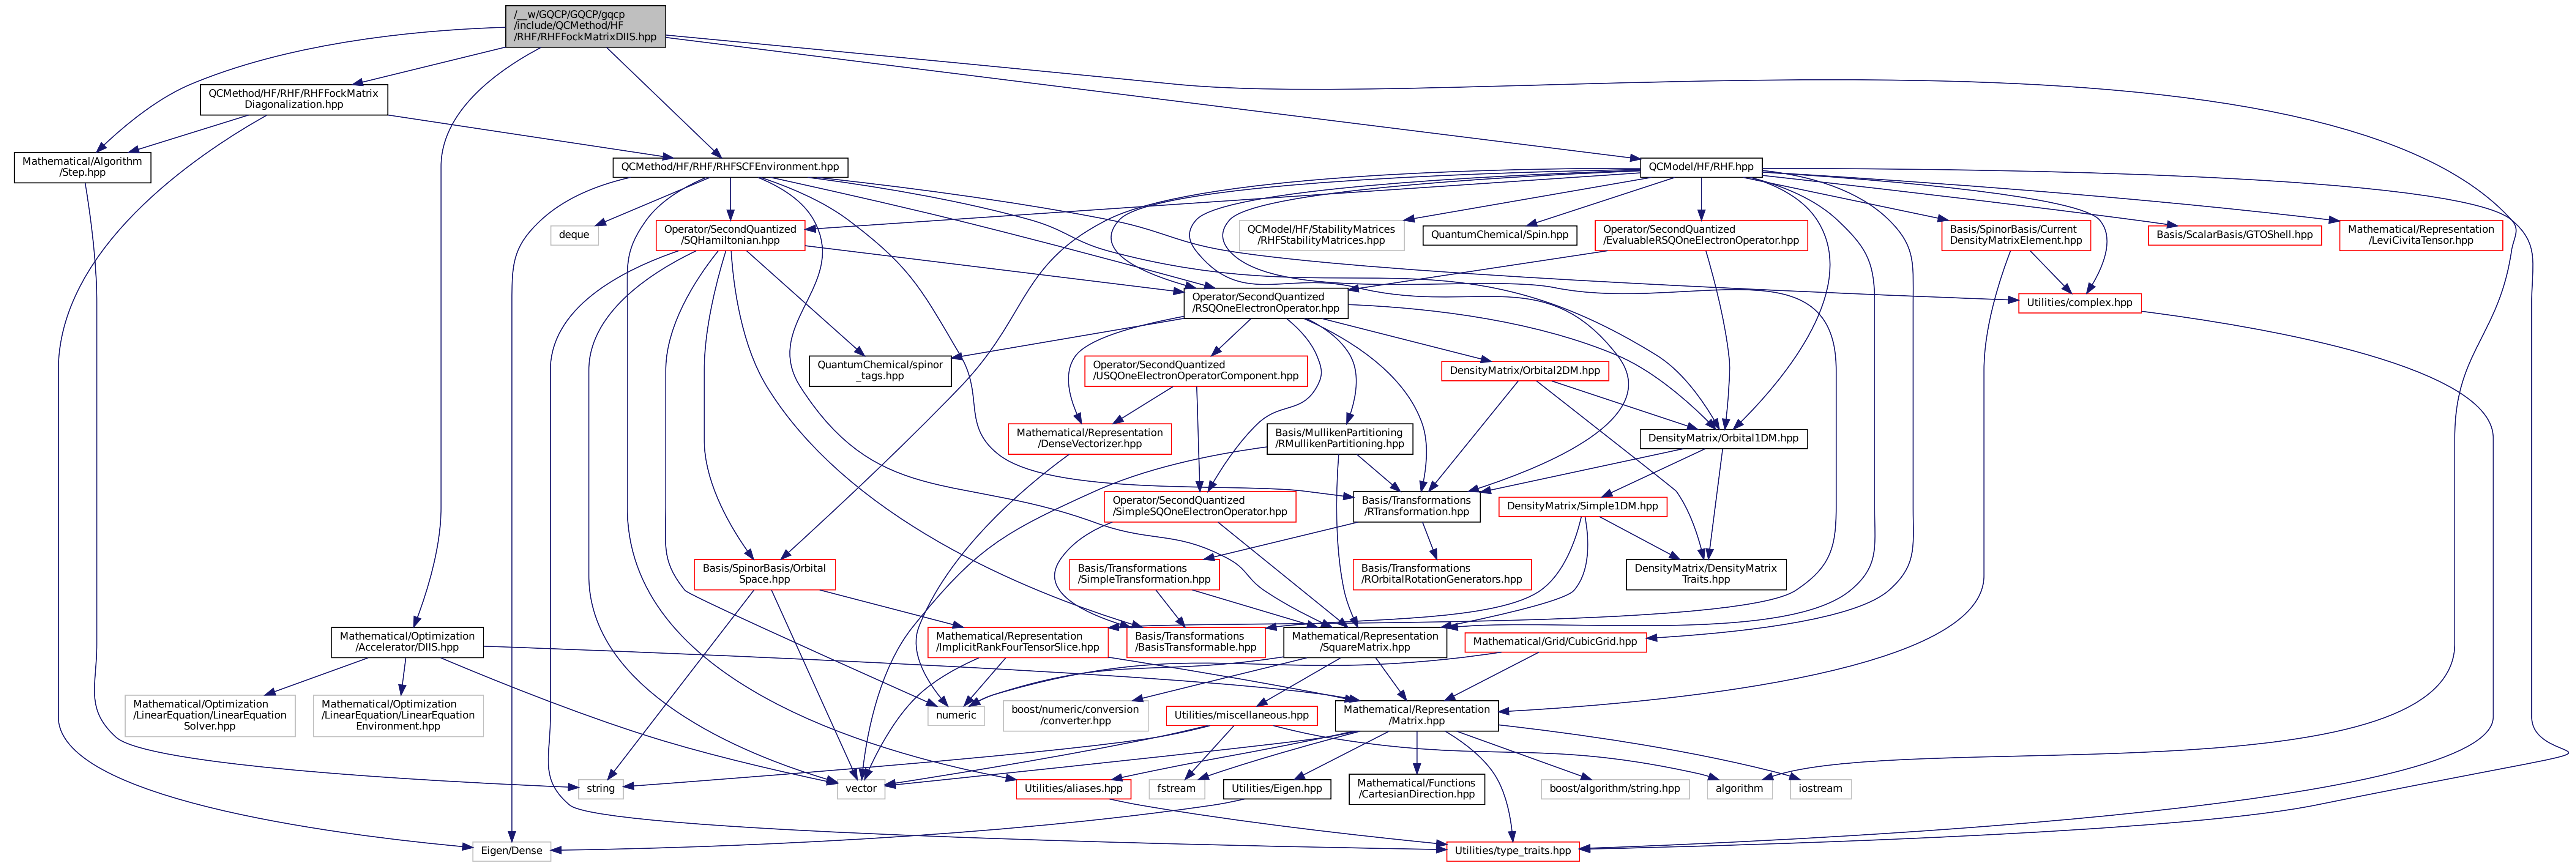 /__w/GQCP/GQCP/gqcp
/include/QCMethod/HF
/RHF/RHFFockMatrixDIIS.hpp
QCMethod/HF/RHF/RHFFockMatrix
Diagonalization.hpp
Mathematical/Algorithm
/Step.hpp
QCMethod/HF/RHF/RHFSCFEnvironment.hpp
QCModel/HF/RHF.hpp
deque
Operator/SecondQuantized
/SQHamiltonian.hpp
QCModel/HF/StabilityMatrices
/RHFStabilityMatrices.hpp
QuantumChemical/Spin.hpp
Operator/SecondQuantized
/EvaluableRSQOneElectronOperator.hpp
Basis/SpinorBasis/Current
DensityMatrixElement.hpp
Basis/ScalarBasis/GTOShell.hpp
Mathematical/Representation
/LeviCivitaTensor.hpp
Operator/SecondQuantized
/RSQOneElectronOperator.hpp
Utilities/complex.hpp
QuantumChemical/spinor
_tags.hpp
Operator/SecondQuantized
/USQOneElectronOperatorComponent.hpp
DensityMatrix/Orbital2DM.hpp
Mathematical/Representation
/DenseVectorizer.hpp
Basis/MullikenPartitioning
/RMullikenPartitioning.hpp
DensityMatrix/Orbital1DM.hpp
Operator/SecondQuantized
/SimpleSQOneElectronOperator.hpp
Basis/Transformations
/RTransformation.hpp
DensityMatrix/Simple1DM.hpp
Basis/SpinorBasis/Orbital
Space.hpp
Basis/Transformations
/SimpleTransformation.hpp
Basis/Transformations
/ROrbitalRotationGenerators.hpp
DensityMatrix/DensityMatrix
Traits.hpp
Mathematical/Optimization
/Accelerator/DIIS.hpp
Mathematical/Representation
/ImplicitRankFourTensorSlice.hpp
Basis/Transformations
/BasisTransformable.hpp
Mathematical/Representation
/SquareMatrix.hpp
Mathematical/Grid/CubicGrid.hpp
Mathematical/Optimization
/LinearEquation/LinearEquation
Solver.hpp
Mathematical/Optimization
/LinearEquation/LinearEquation
Environment.hpp
numeric
boost/numeric/conversion
/converter.hpp
Utilities/miscellaneous.hpp
Mathematical/Representation
/Matrix.hpp
string
vector
Utilities/aliases.hpp
fstream
Utilities/Eigen.hpp
Mathematical/Functions
/CartesianDirection.hpp
boost/algorithm/string.hpp
algorithm
iostream
Eigen/Dense
Utilities/type_traits.hpp